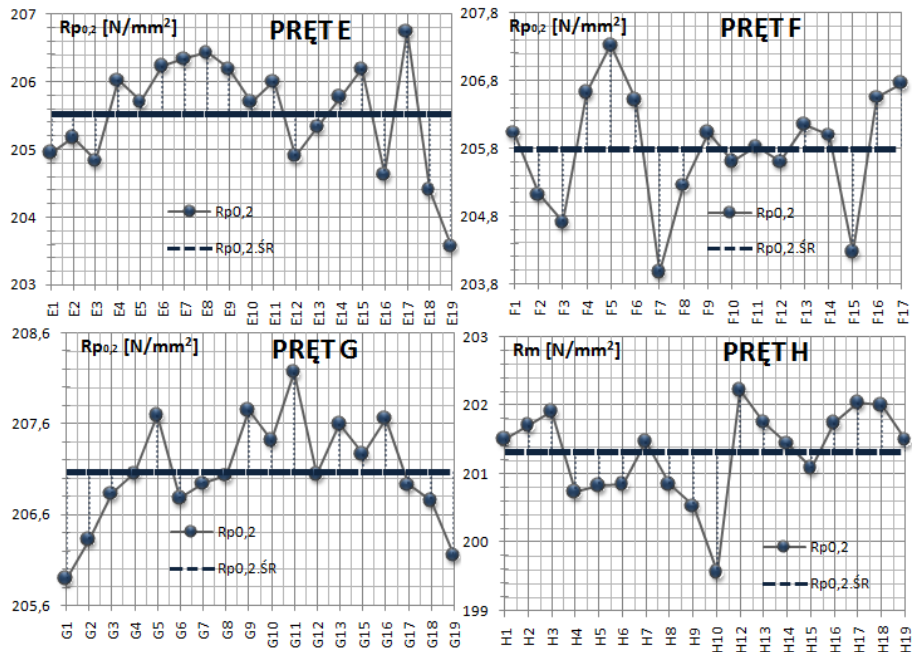 Rp0,2 [N/mm²]
PRĘT E
207
206
205
204
203
Rp0,2
Rp0,2.ŚR
E1 E2 E3 E4 E5 E6 E7 E8 E9 E10 E11 E12 E13 E14 E15 E16 E17 E18 E19
Rp0,2 [N/mm²]
PRĘT F
207,8
206,8
205,8
204,8
203,8
Rp0,2
Rp0,2.ŚR
F1 F2 F3 F4 F5 F6 F7 F8 F9 F10 F11 F12 F13 F14 F15 F16 F17
Rp0,2 [N/mm²]
PRĘT G
208,6
207,6
206,6
205,6
Rp0,2
Rp0,2.ŚR
G1 G2 G3 G4 G5 G6 G7 G8 G9 G10 G11 G12 G13 G14 G15 G16 G17 G18 G19
Rm [N/mm²]
PRĘT H
203
202
201
200
199
Rp0,2
Rp0,2.ŚR
H1 H2 H3 H4 H5 H6 H7 H8 H9 H10 H11 H12 H13 H14 H15 H16 H17 H18 H19